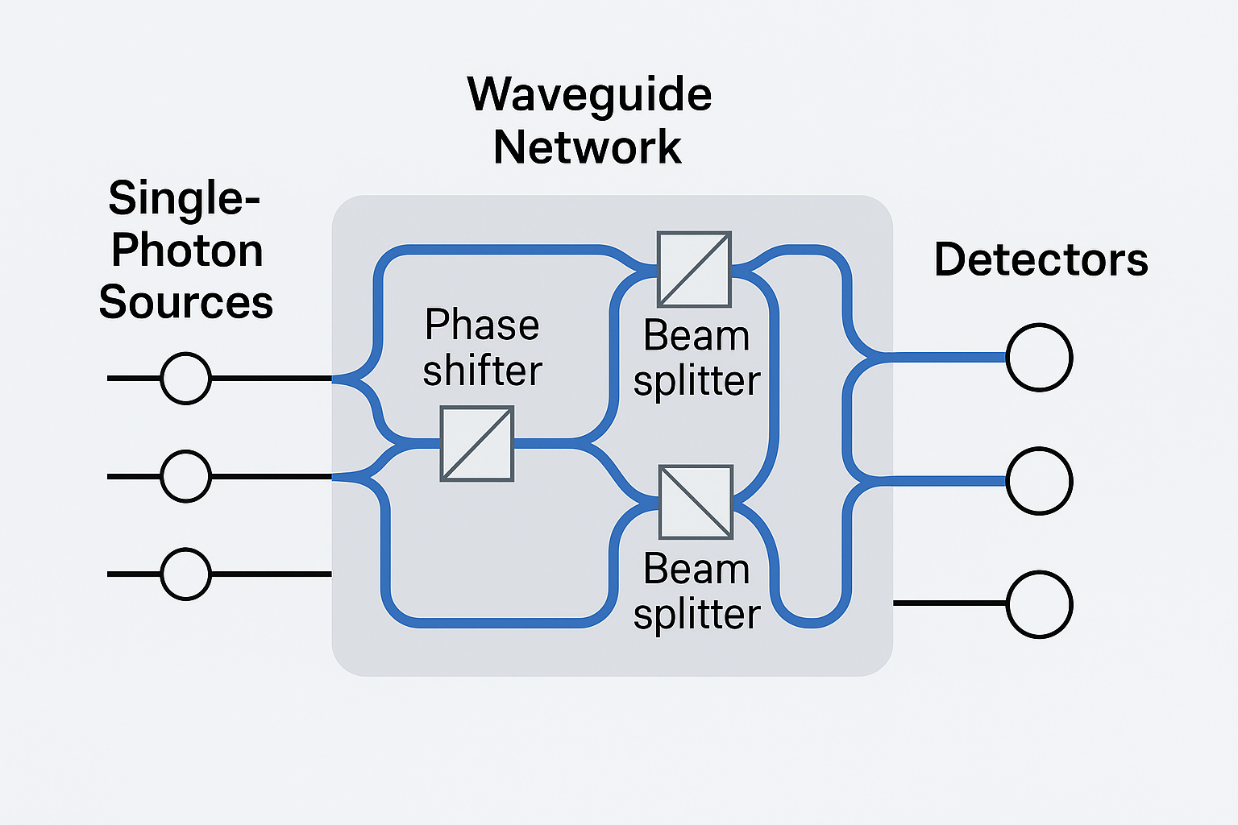 Waveguide
Network
Single-
Photon
Sources
Detectors
Phase
shifter
Beam
splitter
Beam
splitter